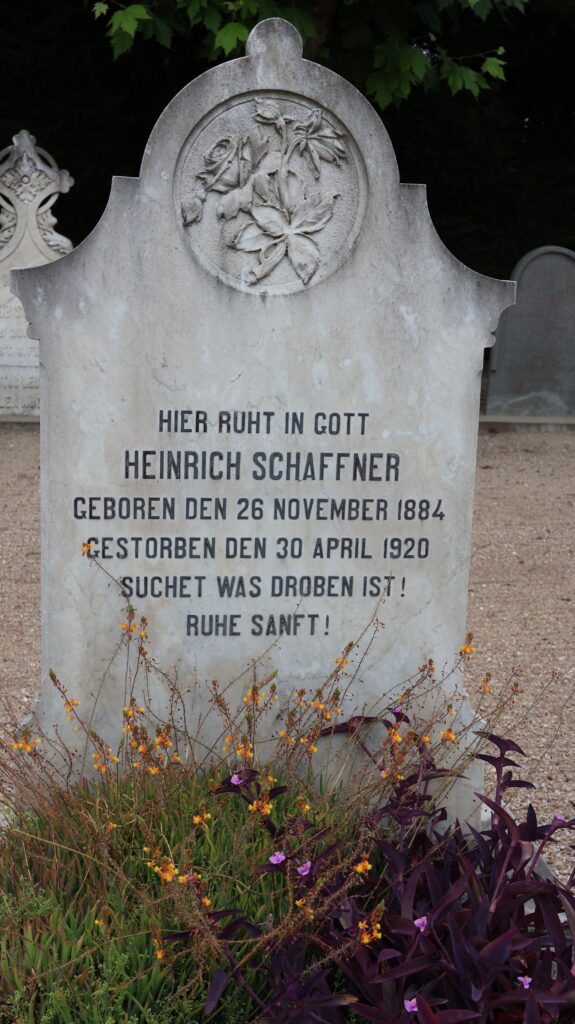 HIER RUHT IN GOTT
HEINRICH SCHAFFNER
GEBOREN DEN 26 NOVEMBER 1884
GESTORBEN DEN 30 APRIL 1920
SUCHET WAS DROBEN IST!
RUHE SANFT!